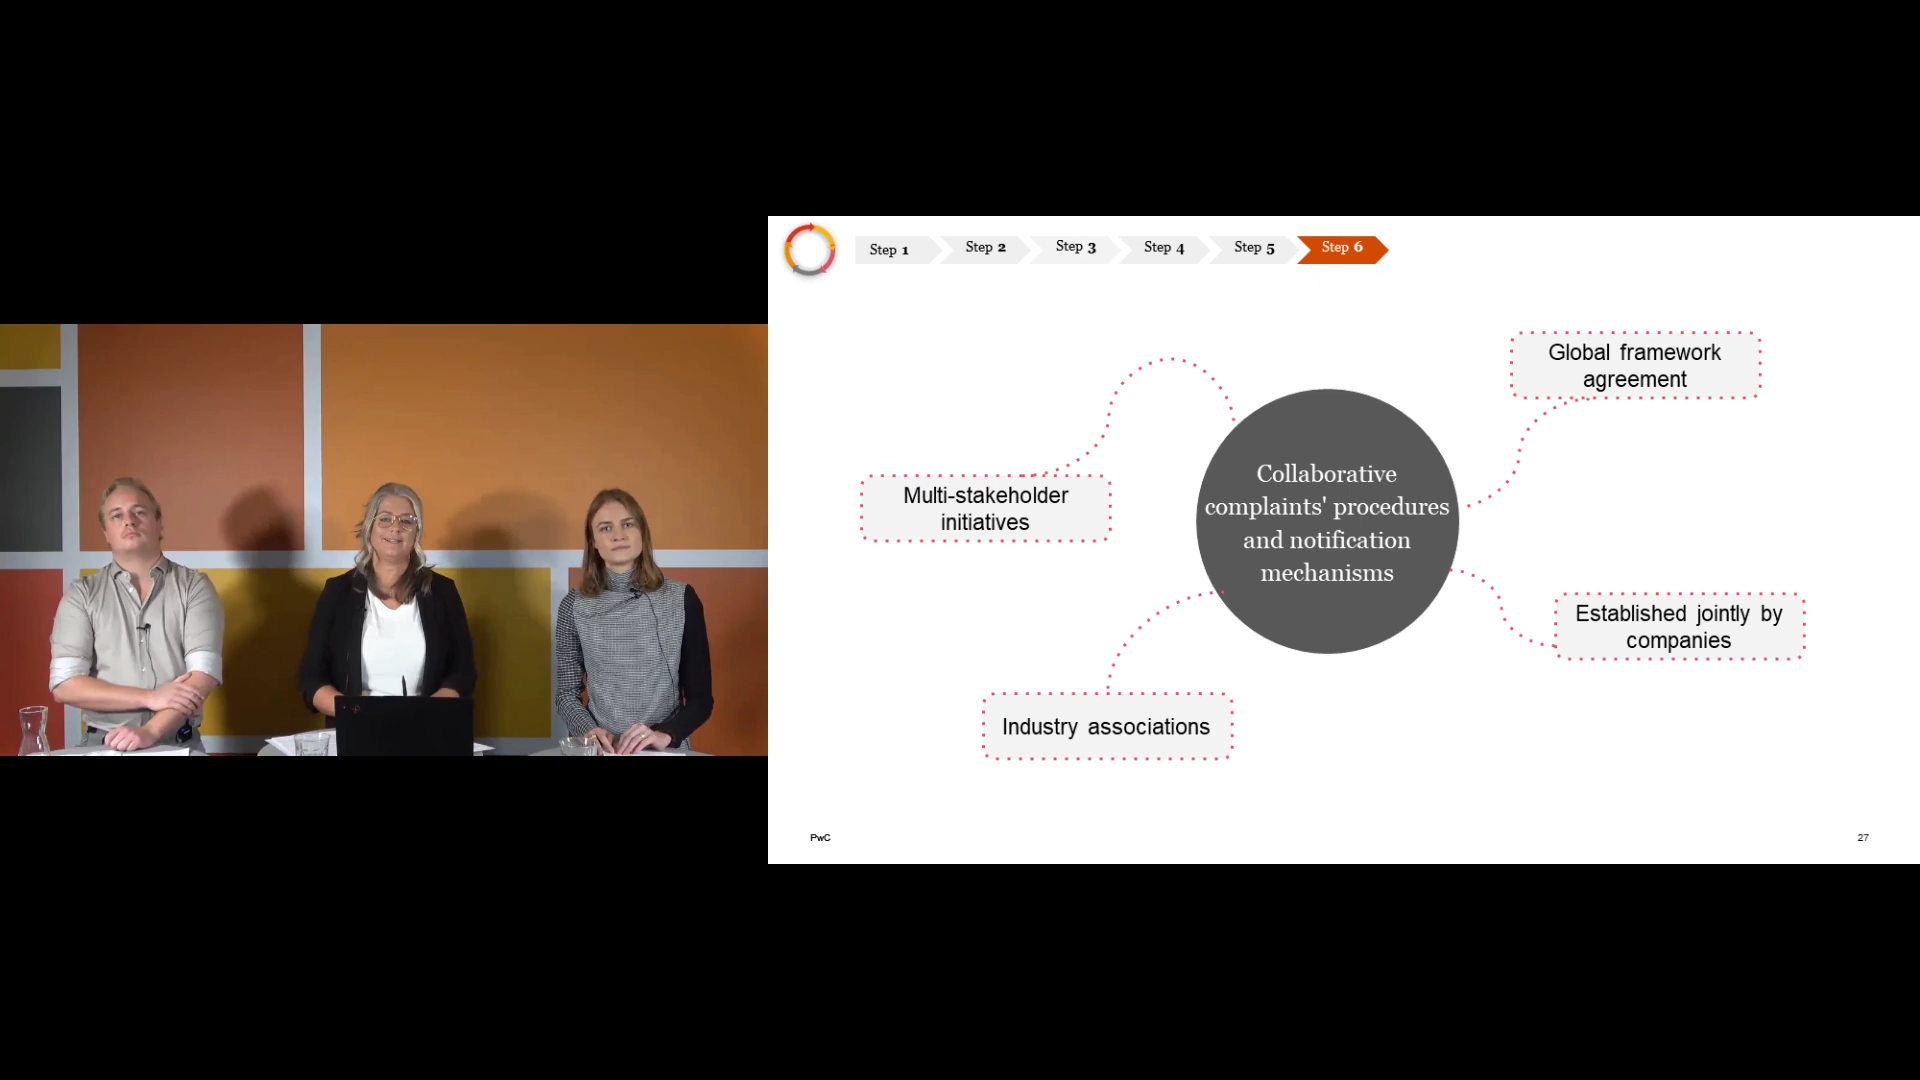 Step 1
Step 2
Step 3
Step 4
Step 5
Step 6
Global framework
agreement
Multi-stakeholder
initiatives
Collaborative
complaints' procedures
and notification
mechanisms
Established jointly by
companies
Industry associations
PwC
27